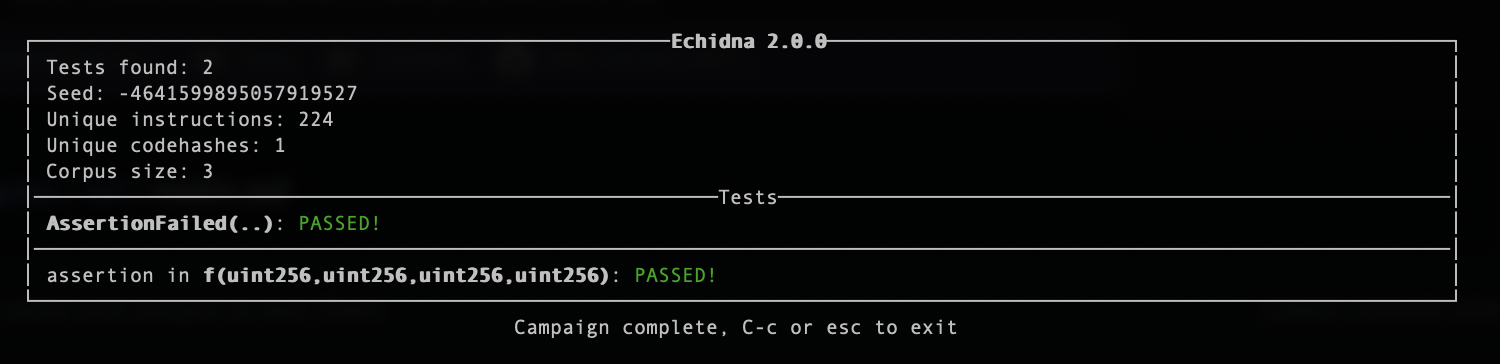 Echidna 2.0.0
Tests found: 2
Seed: -4641599895057919527
Unique instructions: 224
Unique codehashes: 1
Corpus size: 3
Tests
AssertionFailed(..): PASSED!
assertion in f(uint256,uint256,uint256,uint256): PASSED!
Campaign complete, C-c or esc to exit